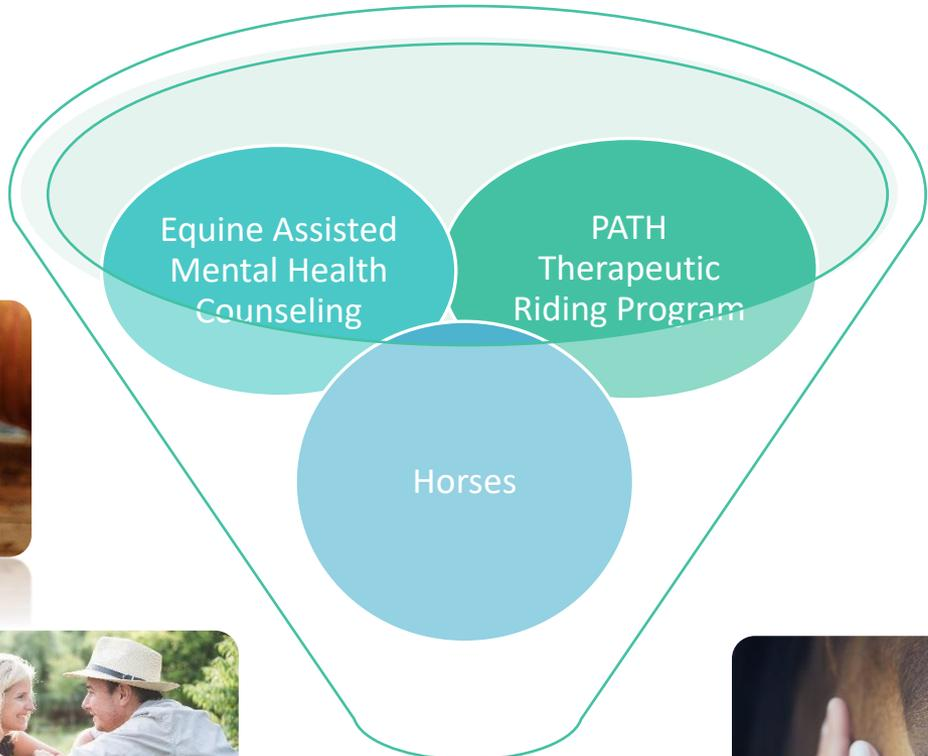 Equine Assisted
Mental Health
Counseling
PATH
Therapeutic
Riding Program
Horses